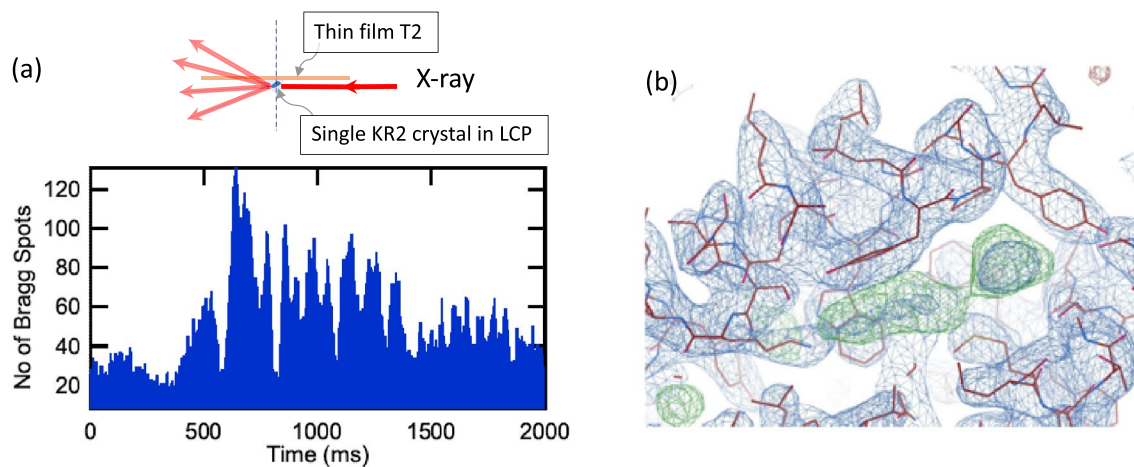 (a)
Thin film T2
X-ray
Single KR2 crystal in LCP
No of Bragg Spots
120
100
80
60
40
20
0
500
1000
1500
2000
Time (ms)
(b)